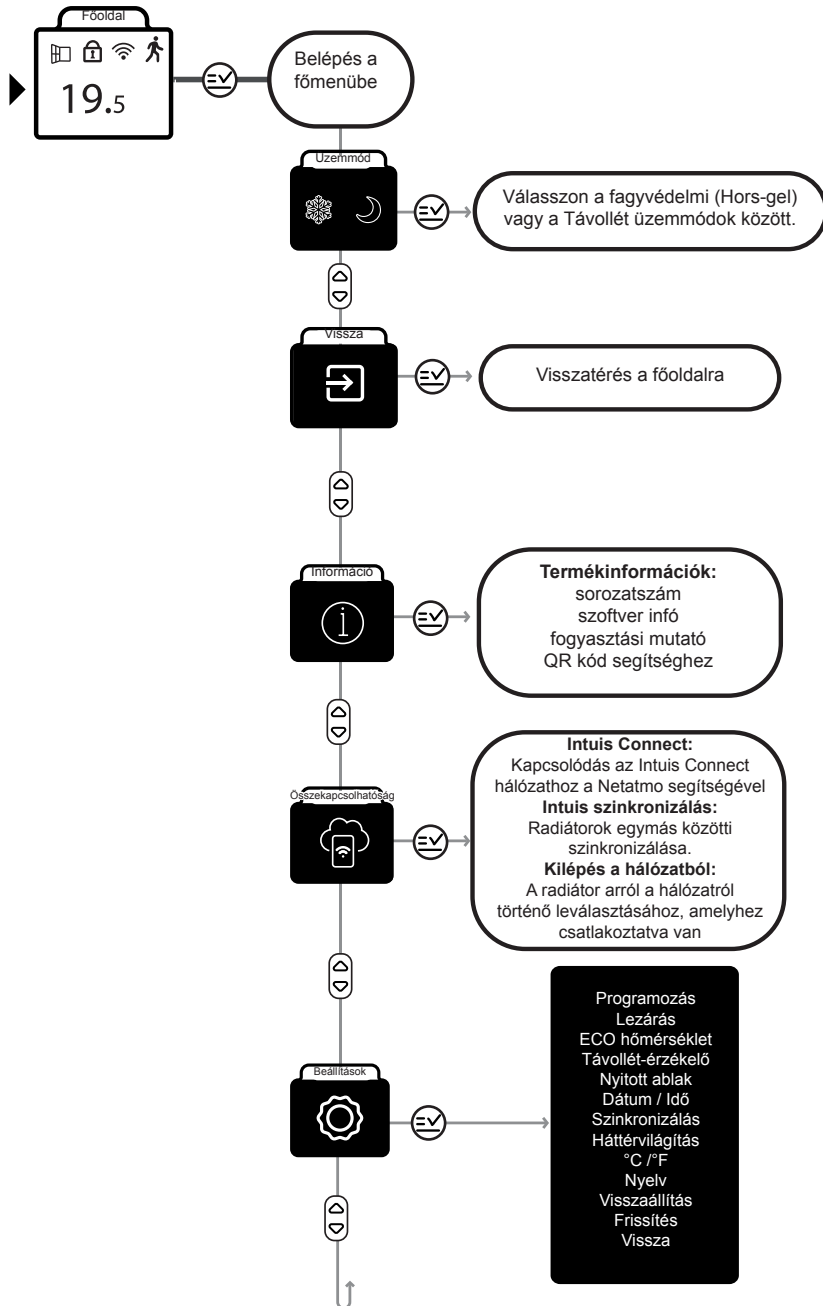 Főoldal
19.5
Belépés a
főmenübe
Üzemmód
Válasszon a fagyvédelmi (Hors-gel)
vagy a Távollét üzemmódok között.
Vissza
Visszatérés a főoldalra
Információ
Termékinformációk:
sorozatszám
szoftver infó
fogyasztási mutató
QR kód segítséghez
Összekapcsolhatóság
Intuis Connect:
Kapcsolódás az Intuis Connect
hálózathoz a Netatmo segítségével
Intuis szinkronizálás:
Radiátorok egymás közötti
szinkronizálása.
Kilépés a hálózatból:
A radiátor arról a hálózatról
történő leválasztásához, amelyhez
csatlakoztatva van
Beállítások
Programozás
Lezárás
ECO hőmérséklet
Távollét-érzékelő
Nyitott ablak
Dátum / Idő
Szinkronizálás
Háttérvilágítás
°C /°F
Nyelv
Visszaállítás
Frissítés
Vissza